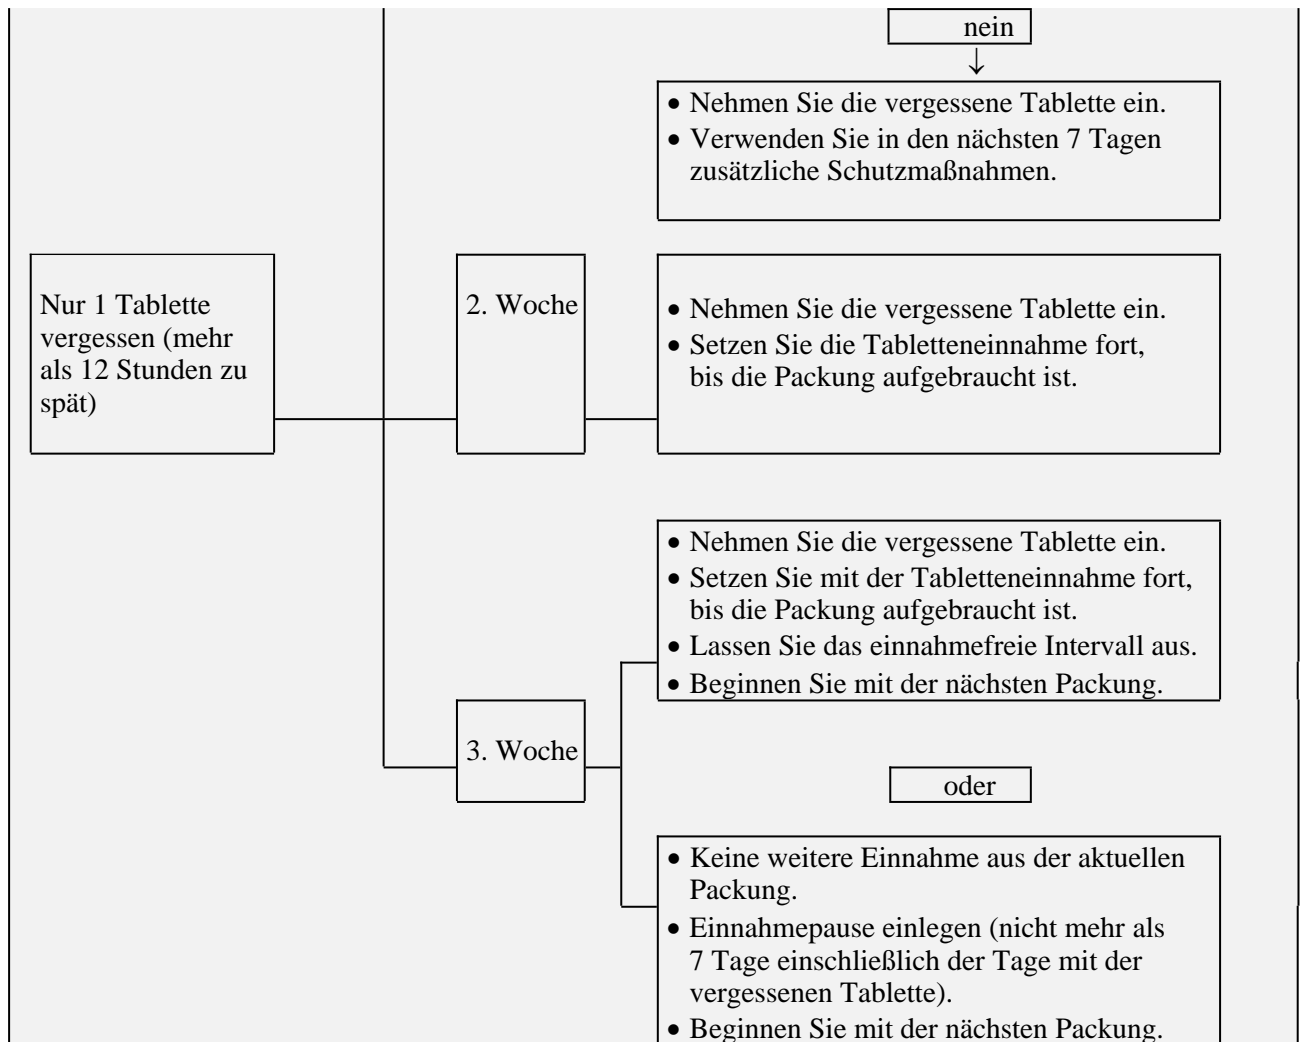 nein
↓
• Nehmen Sie die vergessene Tablette ein.
• Verwenden Sie in den nächsten 7 Tagen
zusätzliche Schutzmaßnahmen.
Nur 1 Tablette
vergessen (mehr
als 12 Stunden zu
spät)
2. Woche
• Nehmen Sie die vergessene Tablette ein.
• Setzen Sie die Tabletteneinnahme fort,
bis die Packung aufgebraucht ist.
• Nehmen Sie die vergessene Tablette ein.
• Setzen Sie mit der Tabletteneinnahme fort,
bis die Packung aufgebraucht ist.
• Lassen Sie das einnahmefreie Intervall aus.
• Beginnen Sie mit der nächsten Packung.
3. Woche
oder
• Keine weitere Einnahme aus der aktuellen
Packung.
• Einnahmepause einlegen (nicht mehr als
7 Tage einschließlich der Tage mit der
vergessenen Tablette).
• Beginnen Sie mit der nächsten Packung.